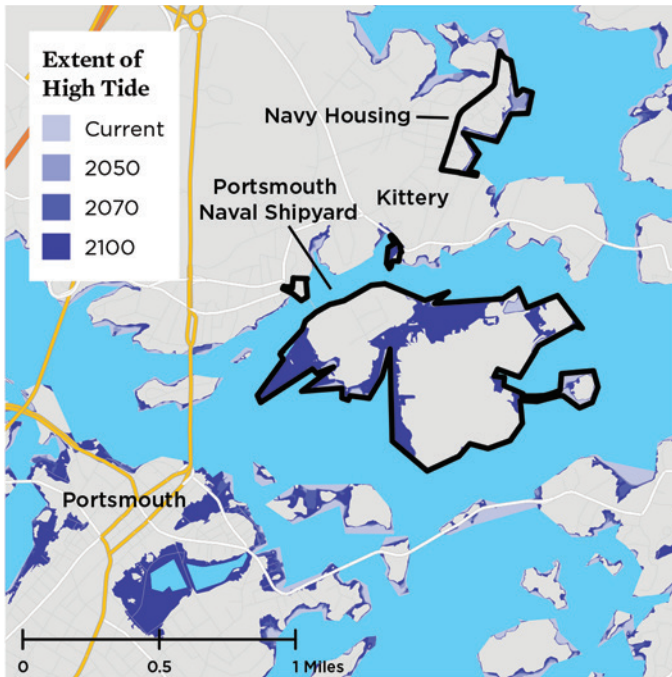 Extent of
High Tide
Current
2050
2070
2100
Navy Housing
Portsmouth
Naval Shipyard
Kittery
Portsmouth
0
0.5
1 Miles